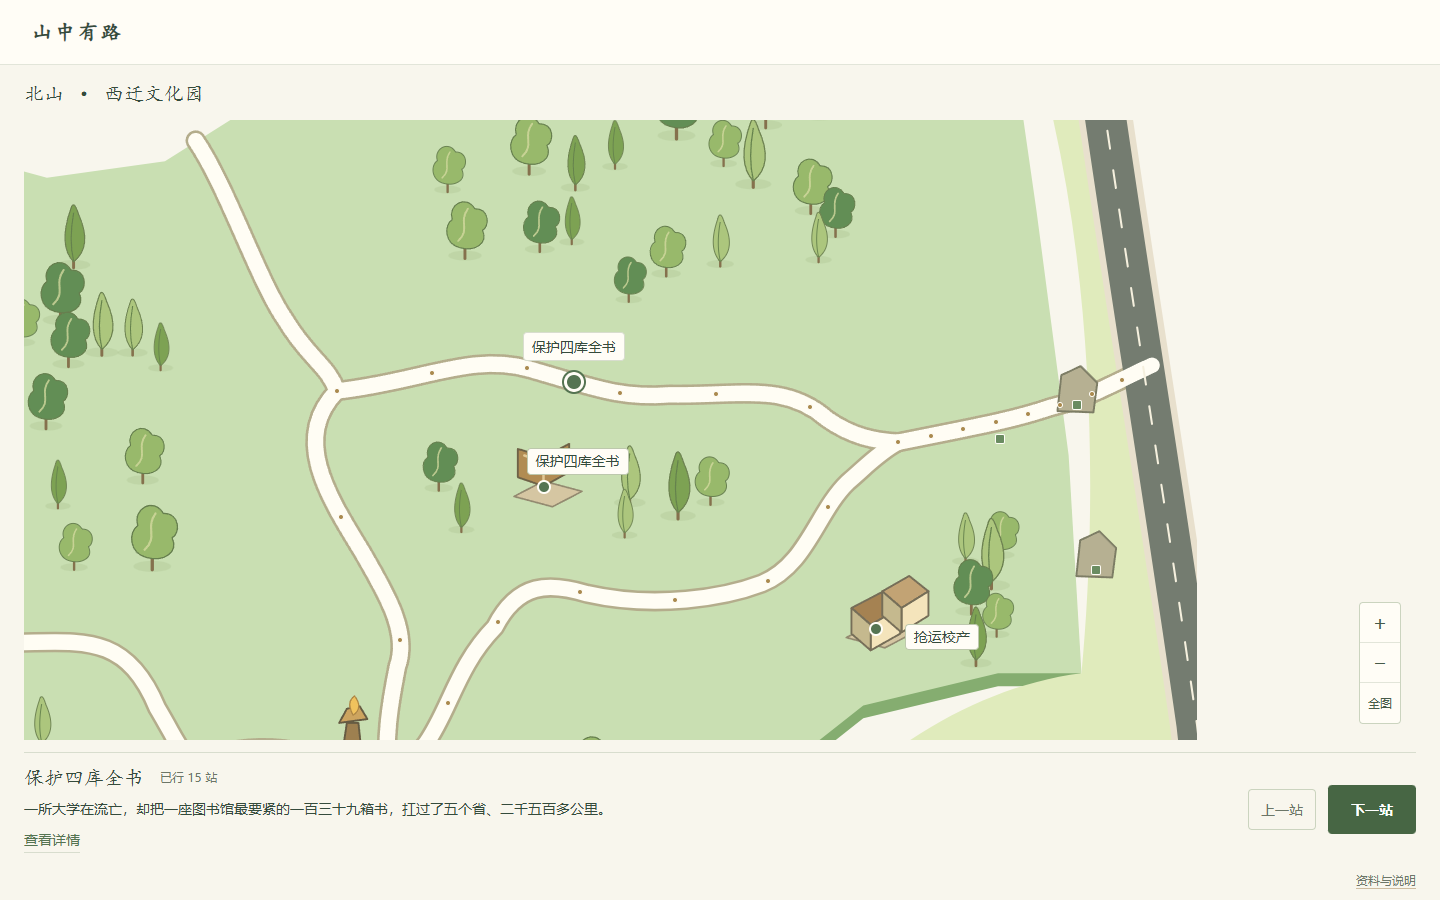 山中有路
北山 • 西迁文化园
保护四库全书
保护四库全书
抢运校产
+
−
全图
保护四库全书 已行 15 站
一所大学在流亡，却把一座图书馆最要紧的一百三十九箱书，扛过了五个省、二千五百多公里。
查看详情
上一站
下一站
资料与说明